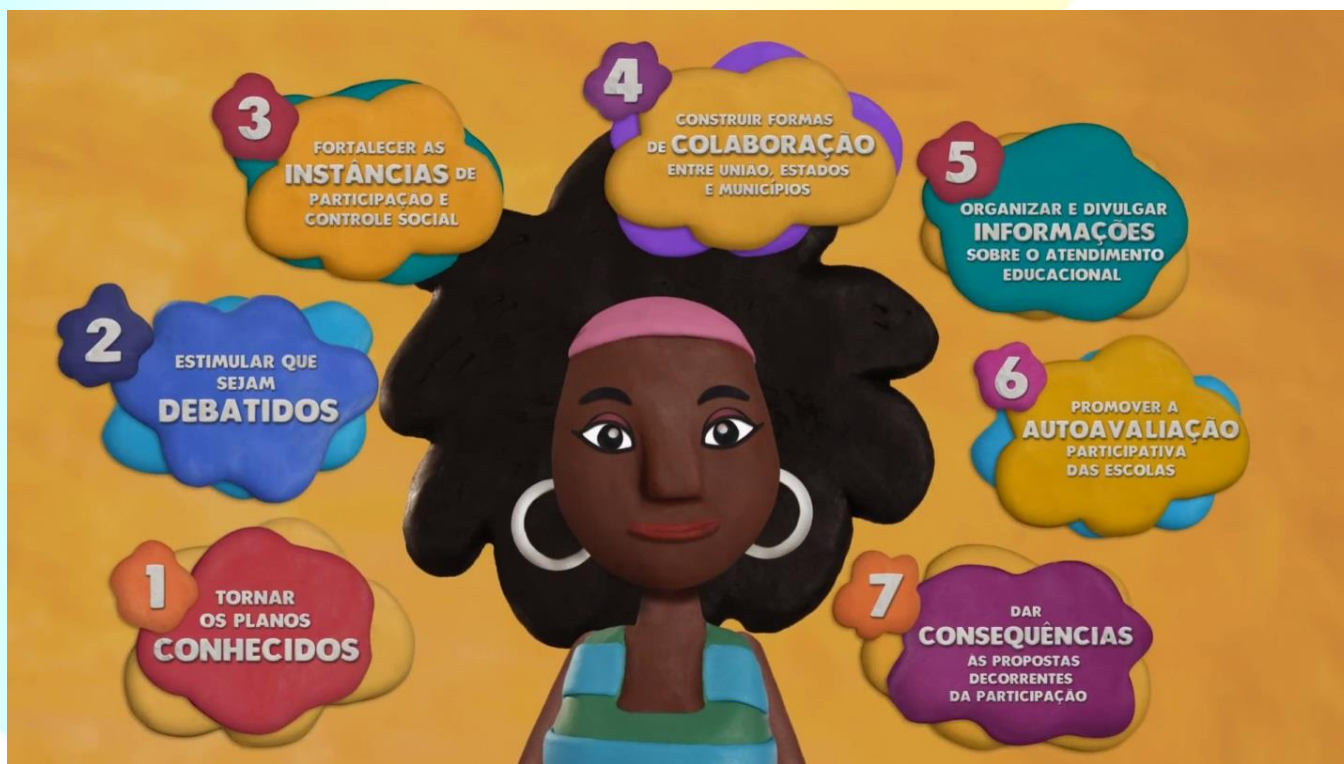 1
TORNAR
OS PLANOS
CONHECIDOS
2
ESTIMULAR QUE
SEJAM
DEBATIDOS
3
FORTALECER AS
INSTÂNCIAS DE
PARTICIPAÇÃO E
CONTROLE SOCIAL
4
CONSTRUIR FORMAS
DE COLABORAÇÃO
ENTRE UNIÃO, ESTADOS
E MUNICÍPIOS
5
ORGANIZAR E DIVULGAR
INFORMAÇÕES
SOBRE O ATENDIMENTO
EDUCACIONAL
6
PROMOVER A
AUTOAVALIAÇÃO
PARTICIPATIVA
DAS ESCOLAS
7
DAR
CONSEQUÊNCIAS
ÀS PROPOSTAS
DECORRENTES
DA PARTICIPAÇÃO